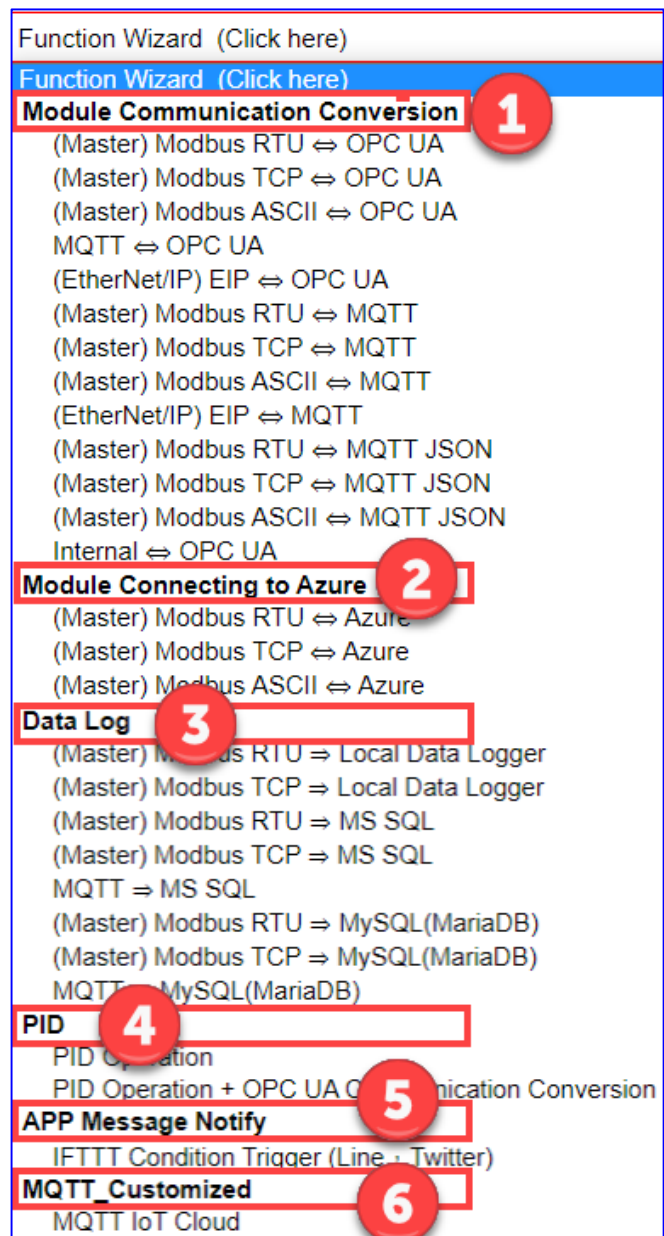 Function Wizard (Click here)
Function Wizard (Click here)
Module Communication Conversion 1
(Master) Modbus RTU ⇔ OPC UA
(Master) Modbus TCP ⇔ OPC UA
(Master) Modbus ASCII ⇔ OPC UA
MQTT ⇔ OPC UA
(EtherNet/IP) EIP ⇔ OPC UA
(Master) Modbus RTU ⇔ MQTT
(Master) Modbus TCP ⇔ MQTT
(Master) Modbus ASCII ⇔ MQTT
(EtherNet/IP) EIP ⇔ MQTT
(Master) Modbus RTU ⇔ MQTT JSON
(Master) Modbus TCP ⇔ MQTT JSON
(Master) Modbus ASCII ⇔ MQTT JSON
Internal ⇔ OPC UA
Module Connecting to Azure 2
(Master) Modbus RTU ⇔ Azure
(Master) Modbus TCP ⇔ Azure
(Master) Modbus ASCII ⇔ Azure
Data Log 3
(Master) Modbus RTU ⇒ Local Data Logger
(Master) Modbus TCP ⇒ Local Data Logger
(Master) Modbus RTU ⇒ MS SQL
(Master) Modbus TCP ⇒ MS SQL
MQTT ⇒ MS SQL
(Master) Modbus RTU ⇒ MySQL(MariaDB)
(Master) Modbus TCP ⇒ MySQL(MariaDB)
MQTT ⇒ MySQL(MariaDB)
PID 4
PID Operation
PID Operation + OPC UA Communication Conversion
APP Message Notify 5
IFTTT Condition Trigger (Line、Twitter)
MQTT_Customized 6
MQTT IoT Cloud